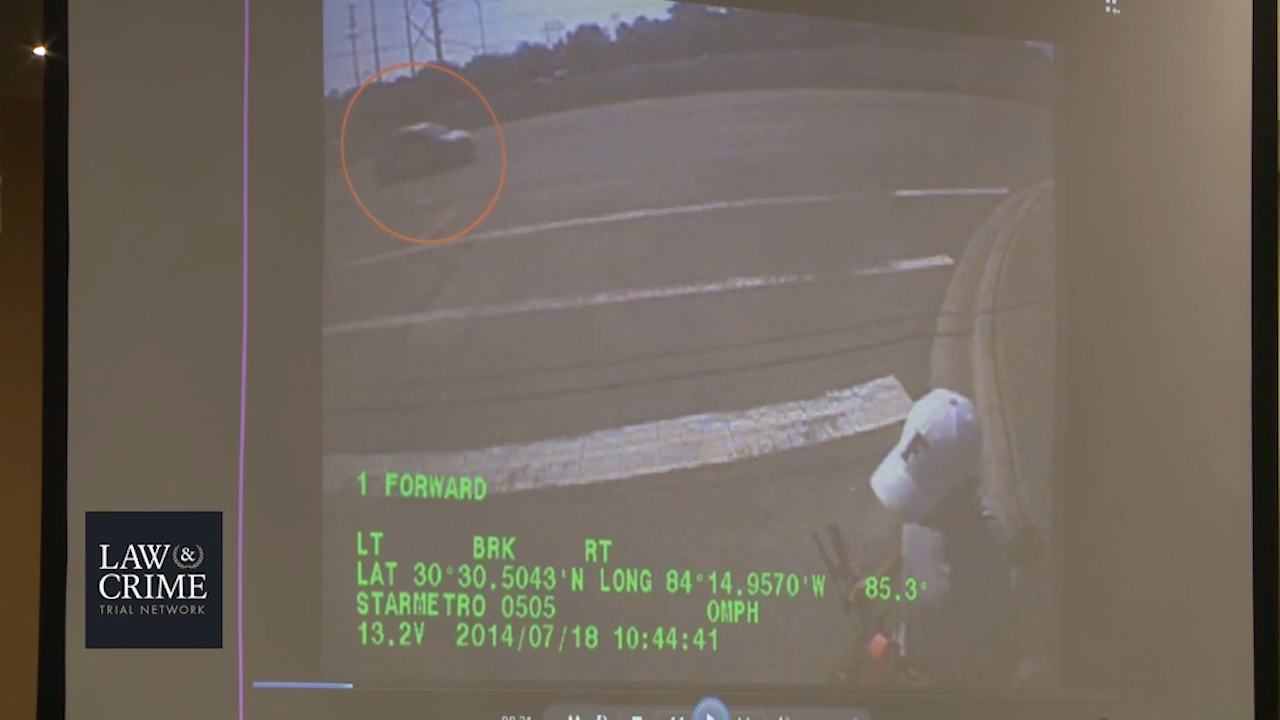 1 FORWARD
LT BRK RT
LAT 30°30.5043'N LONG 84°14.9570'W 85.3°
STARMETRO 0505 0MPH
13.2V 2014/07/18 10:44:41
LAW &
CRIME
TRIAL NETWORK